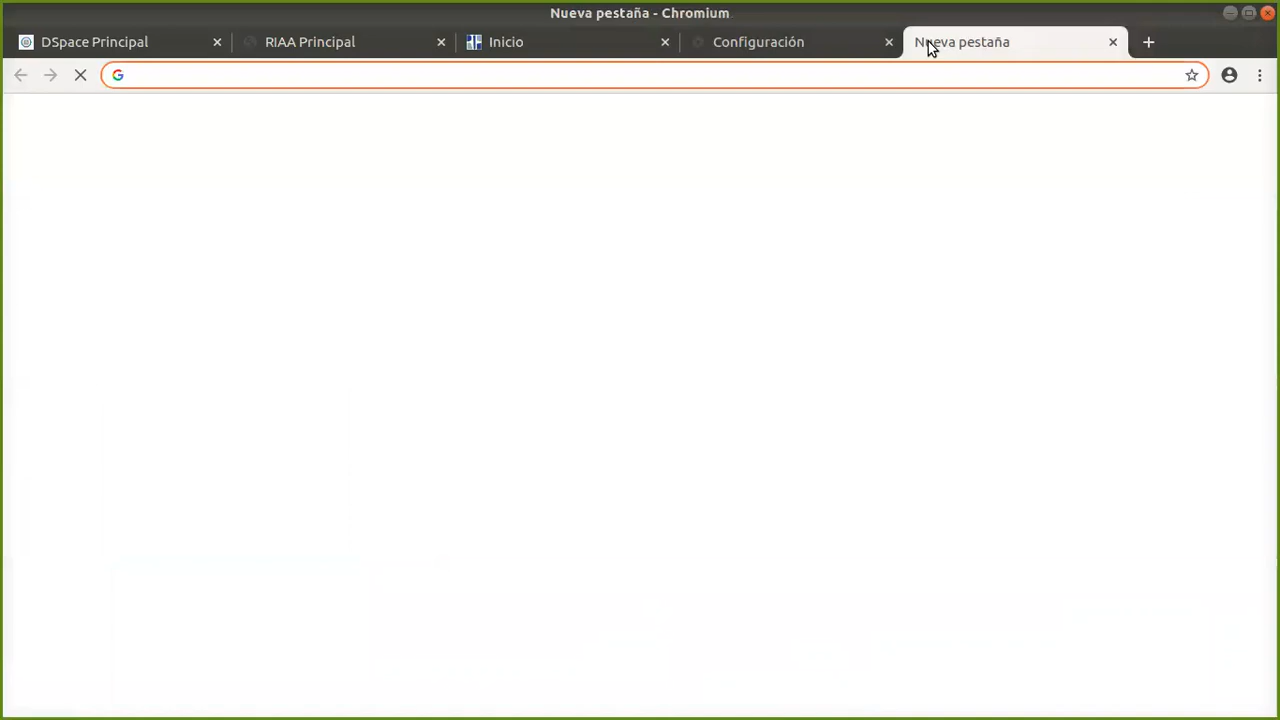 Nueva pestaña - Chromium
DSpace Principal
RIAA Principal
Inicio
Configuración
Nueva pestaña